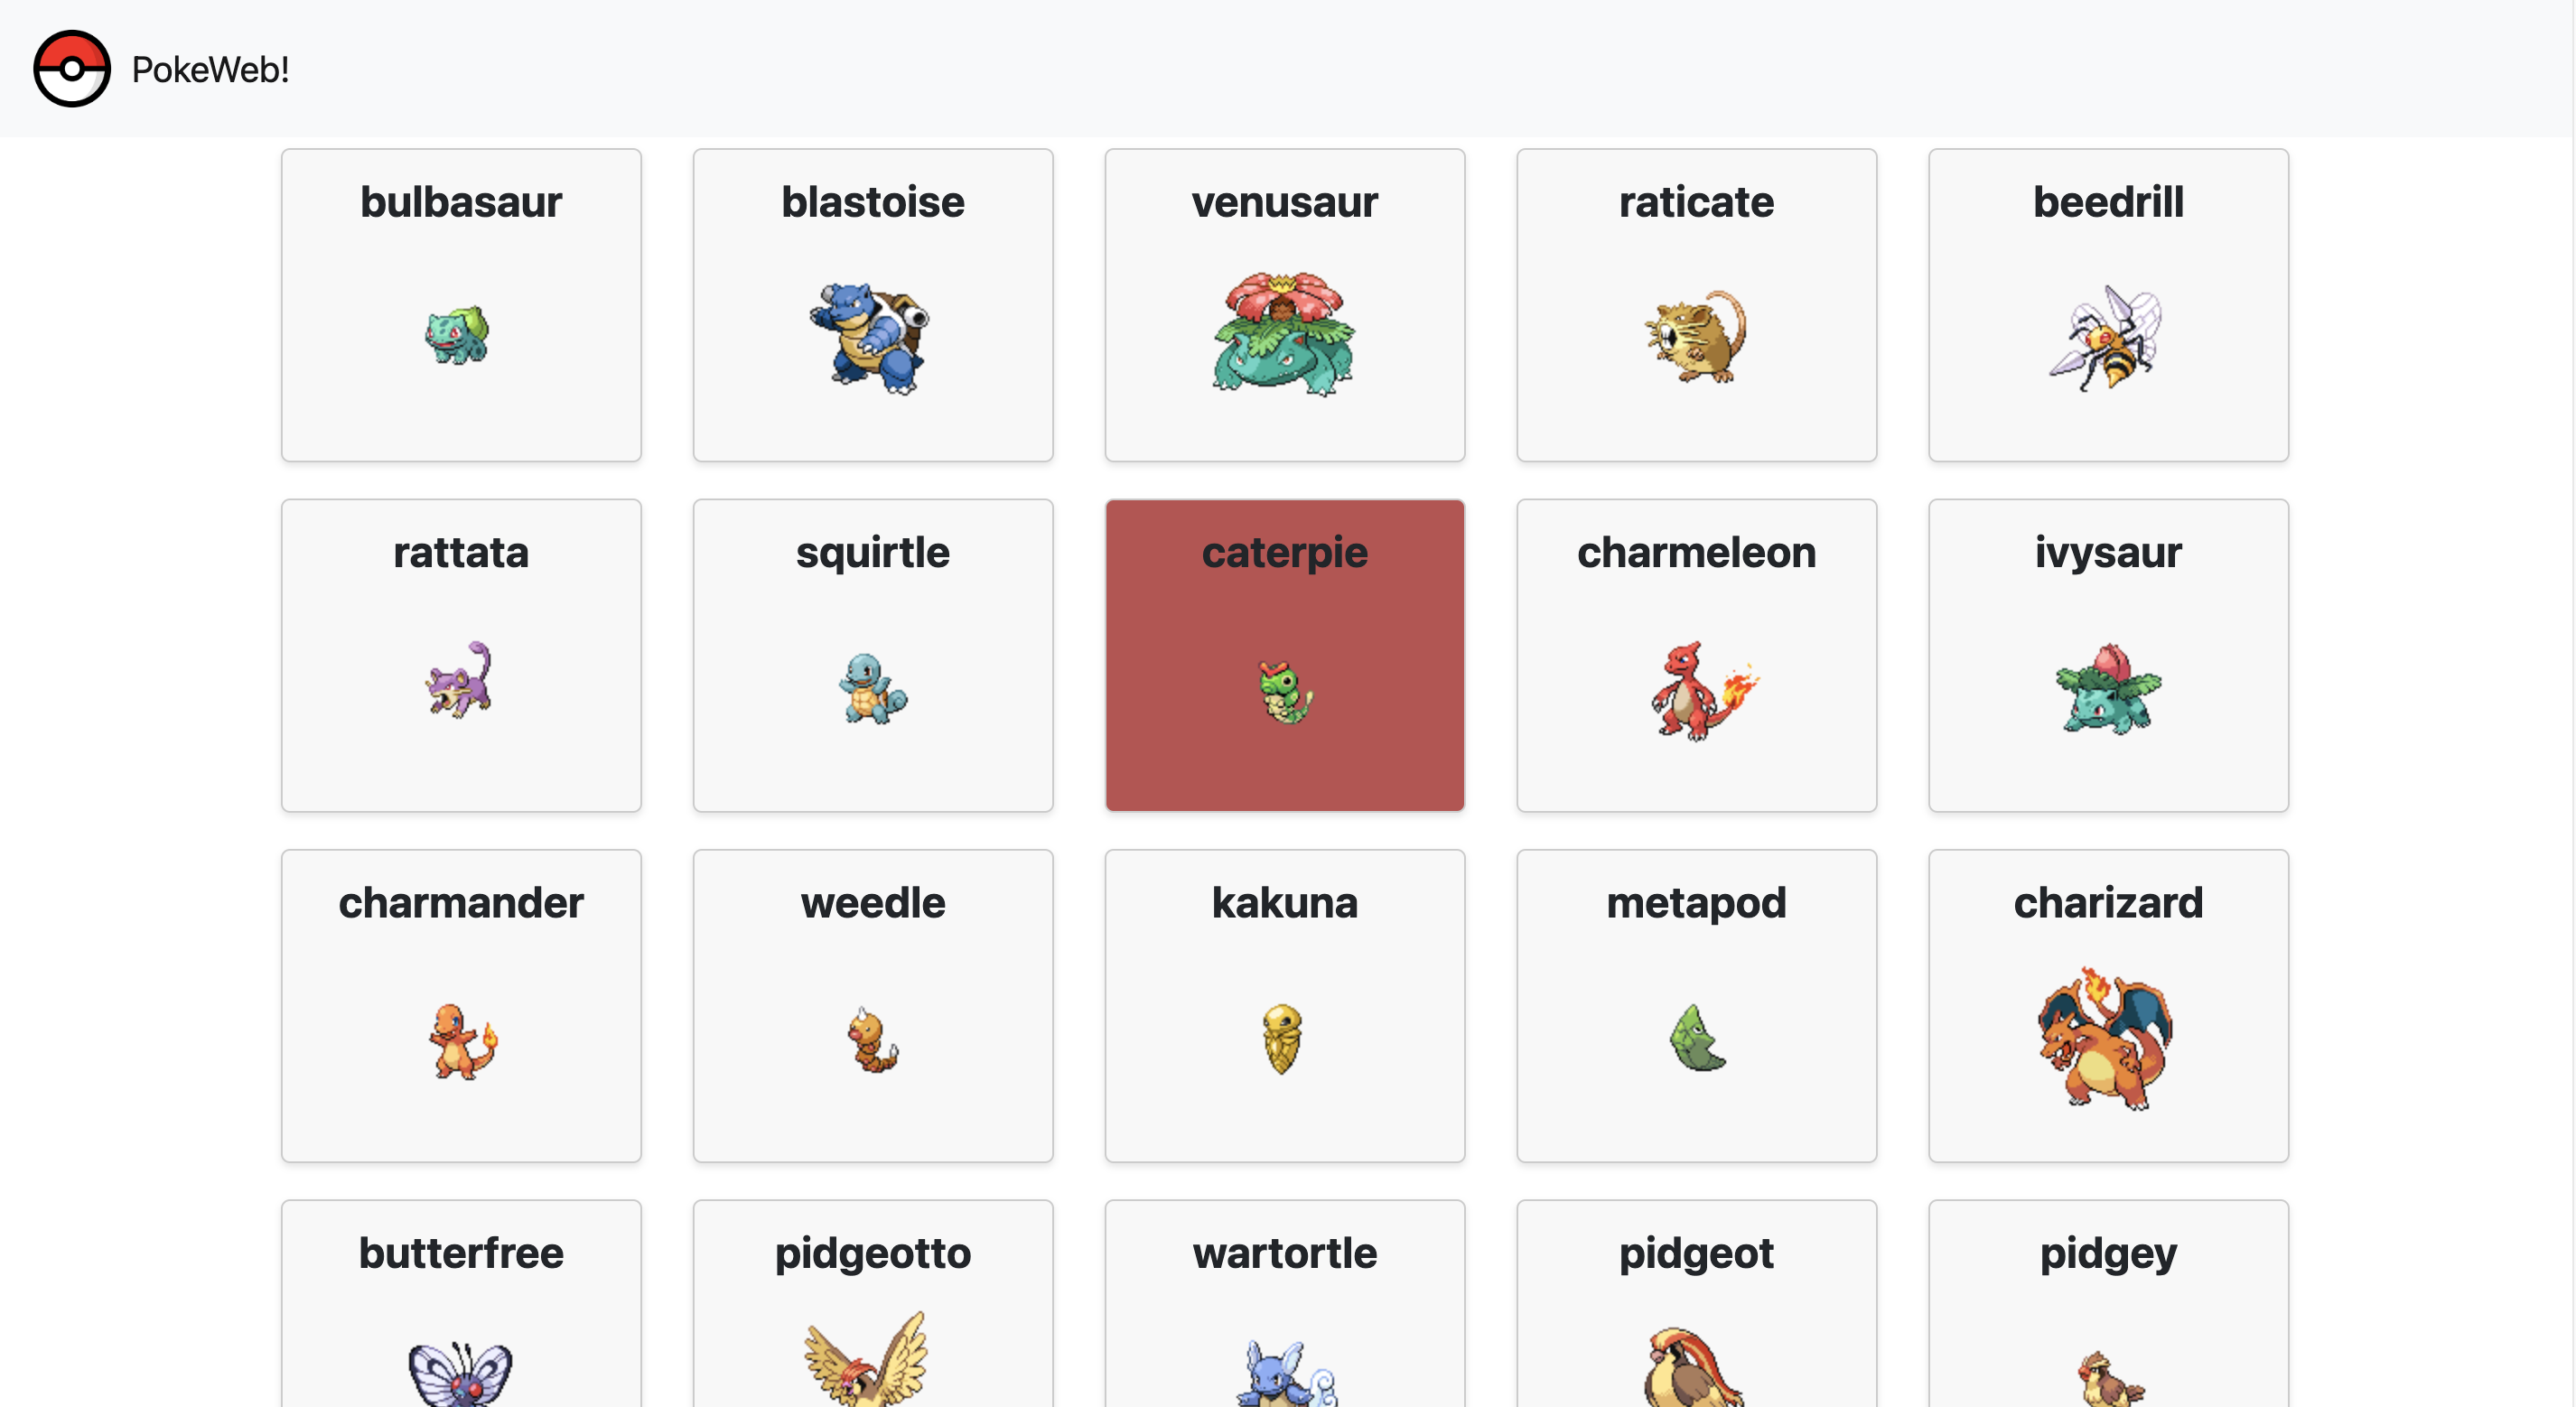 PokeWeb!
bulbasaur
blastoise
venusaur
raticate
beedrill
rattata
squirtle
caterpie
charmeleon
ivysaur
charmander
weedle
kakuna
metapod
charizard
butterfree
pidgeotto
wartortle
pidgeot
pidgey